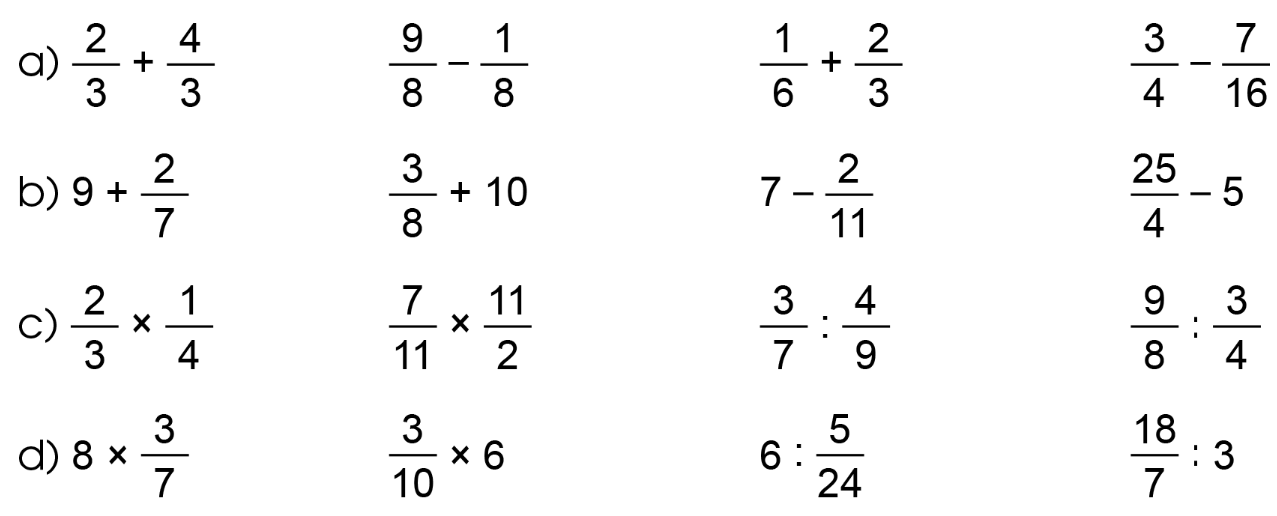 a) 2/3 + 4/3    9/8 – 1/8    1/6 + 2/3    3/4 – 7/16
b) 9 + 2/7    3/8 + 10    7 – 2/11    25/4 – 5
c) 2/3 × 1/4    7/11 × 11/2    3/7 : 4/9    9/8 : 3/4
d) 8 × 3/7    3/10 × 6    6 : 5/24    18/7 : 3